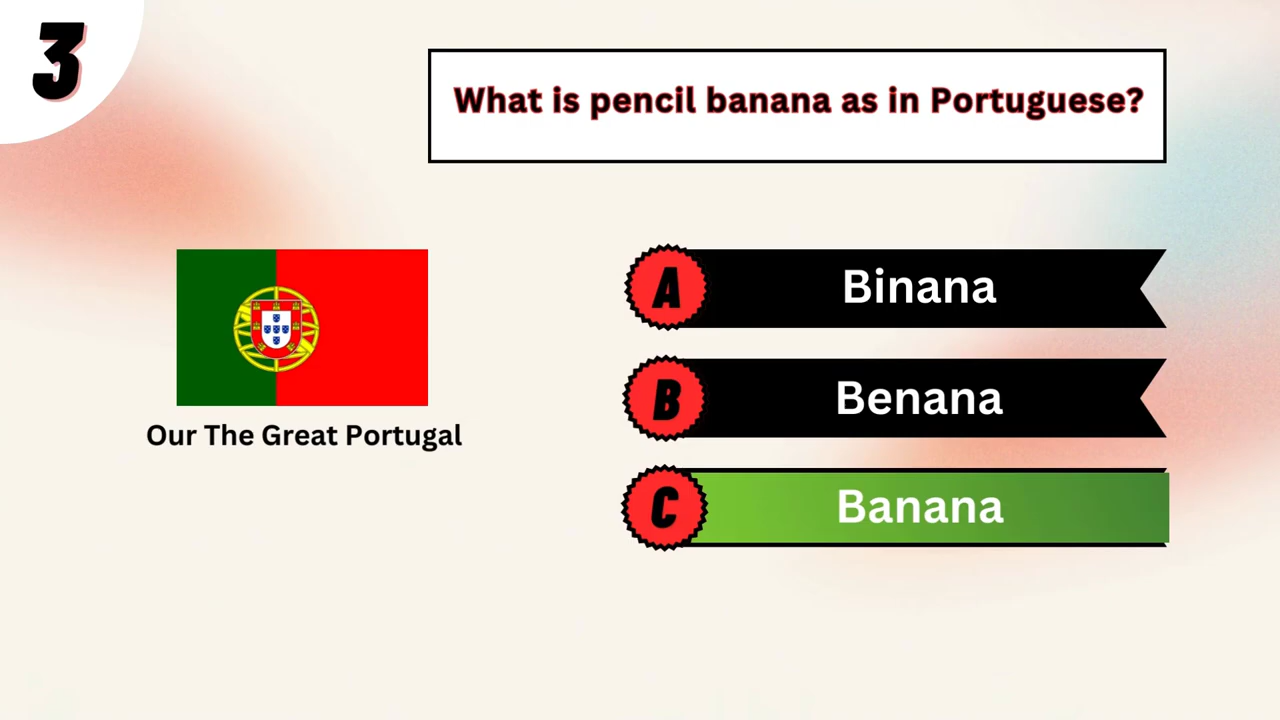 3
What is pencil banana as in Portuguese?
Our The Great Portugal
A Binana
B Benana
C Banana